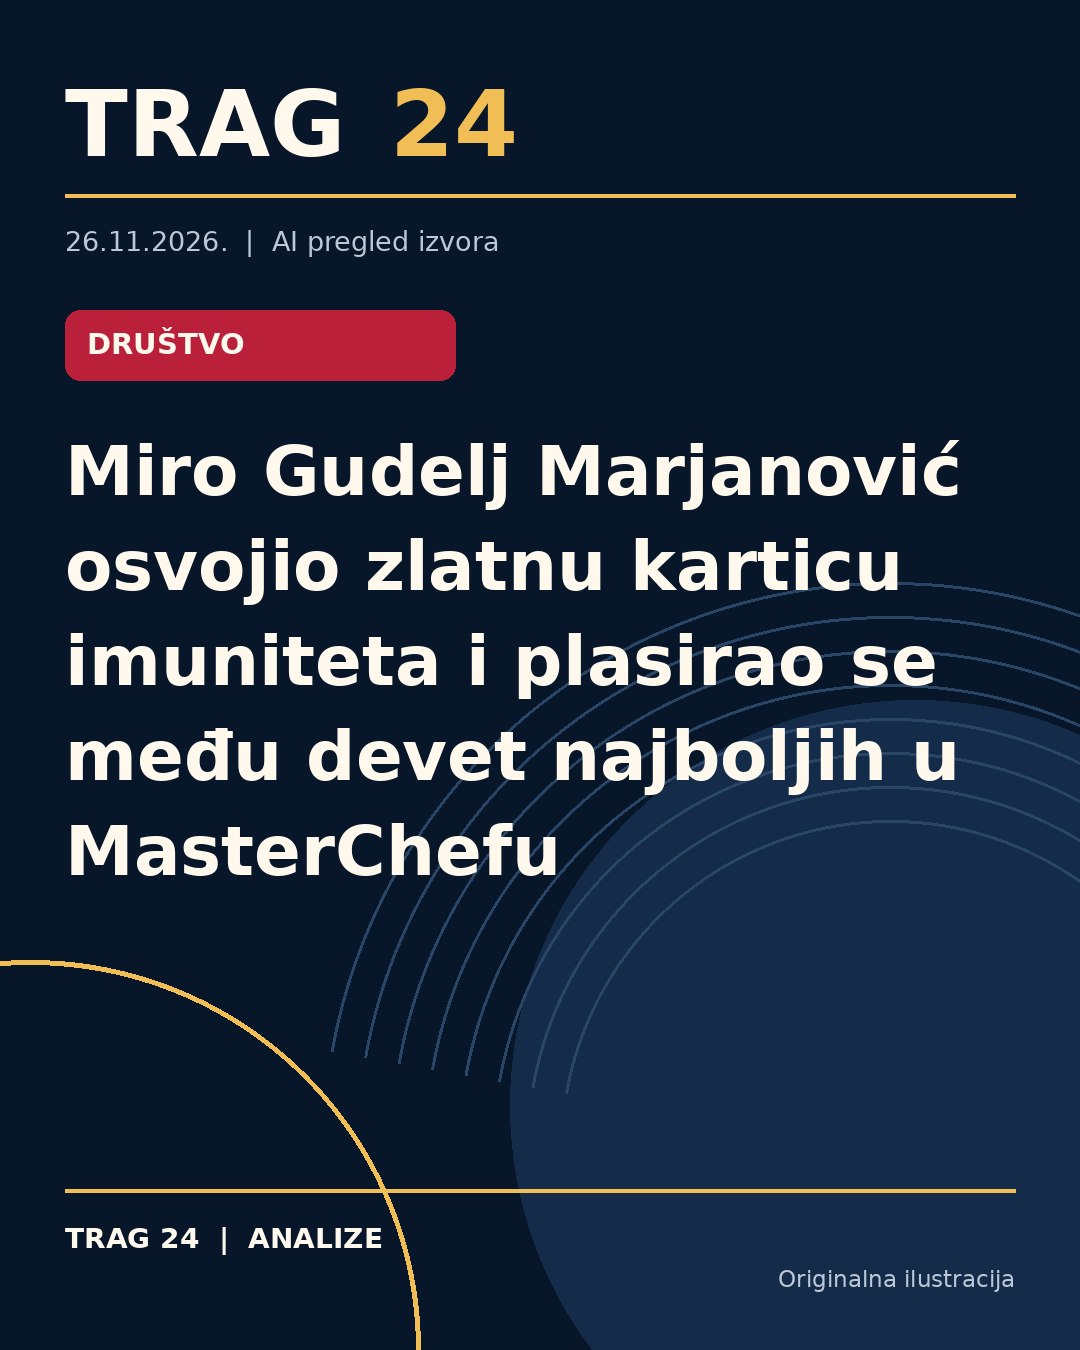 TRAG 24
26.11.2026. | AI pregled izvora
DRUŠTVO
Miro Gudelj Marjanović
osvojio zlatnu karticu
imuniteta i plasirao se
među devet najboljih u
MasterChefu
TRAG 24 | ANALIZE
Originalna ilustracija